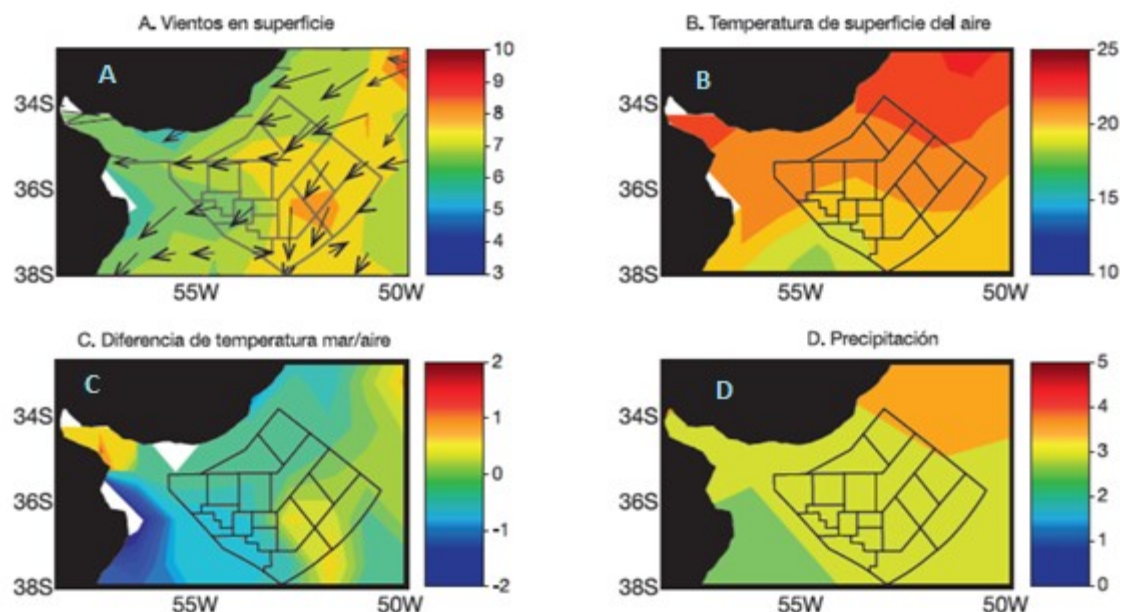 A. Vientos en superficie
A
34S
36S
38S
55W
50W
10
9
8
7
6
5
4
3
B. Temperatura de superficie del aire
B
34S
36S
38S
55W
50W
25
20
15
10
C. Diferencia de temperatura mar/aire
C
34S
36S
38S
55W
50W
2
1
0
-1
-2
D. Precipitación
D
34S
36S
38S
55W
50W
5
4
3
2
1
0